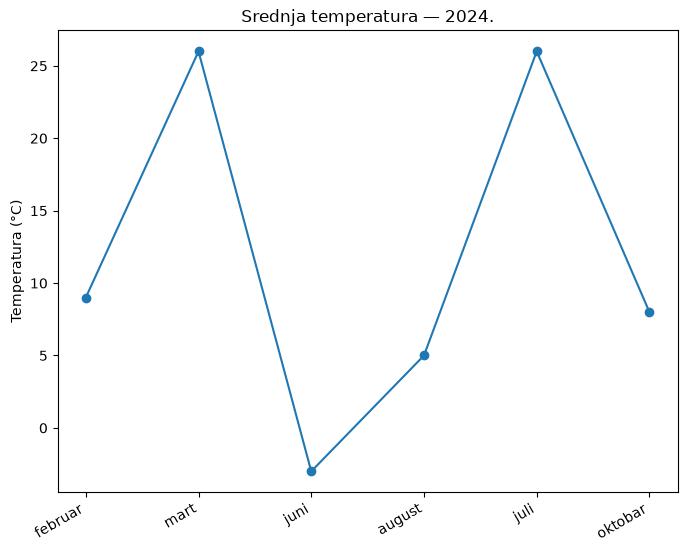 Srednja temperatura — 2024.
Temperatura (°C)
25
20
15
10
5
0
februar
mart
juni
august
juli
oktobar